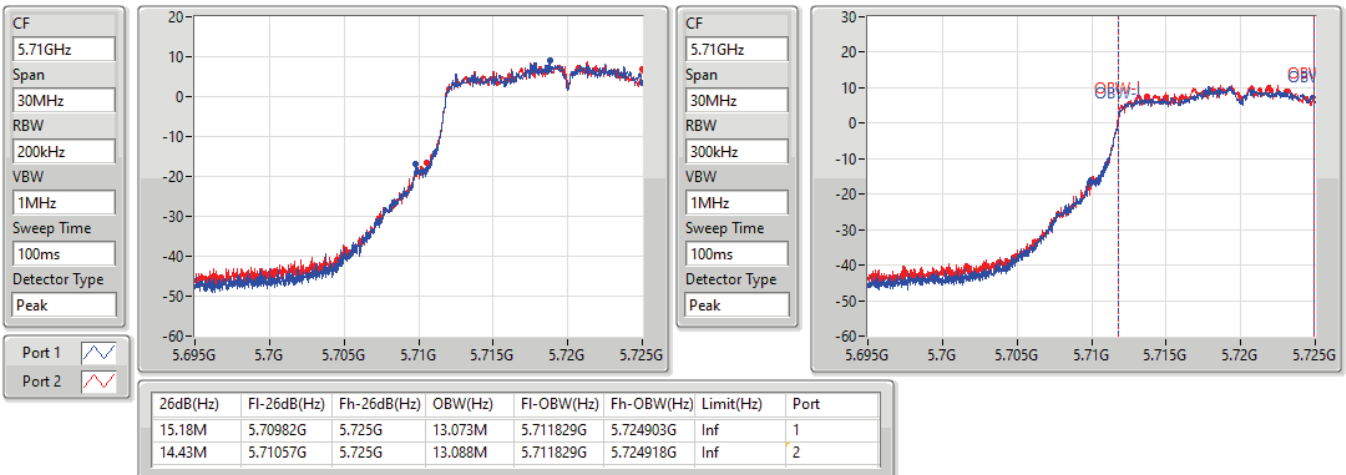 CF
5.71GHz
Span
30MHz
RBW
200kHz
VBW
1MHz
Sweep Time
100ms
Detector Type
Peak
20
10
0
-10
-20
-30
-40
-50
-60
5.695G 5.7G 5.705G 5.71G 5.715G 5.72G 5.725G
CF
5.71GHz
Span
30MHz
RBW
300kHz
VBW
1MHz
Sweep Time
100ms
Detector Type
Peak
30
20
10
0
-10
-20
-30
-40
-50
-60
OBW-l
OBW-l
OBV
OBV
5.695G 5.7G 5.705G 5.71G 5.715G 5.72G 5.725G
Port 1
Port 2
26dB(Hz) Fl-26dB(Hz) Fh-26dB(Hz) OBW(Hz) Fl-OBW(Hz) Fh-OBW(Hz) Limit(Hz) Port
15.18M 5.70982G 5.725G 13.073M 5.711829G 5.724903G Inf 1
14.43M 5.71057G 5.725G 13.088M 5.711829G 5.724918G Inf 2